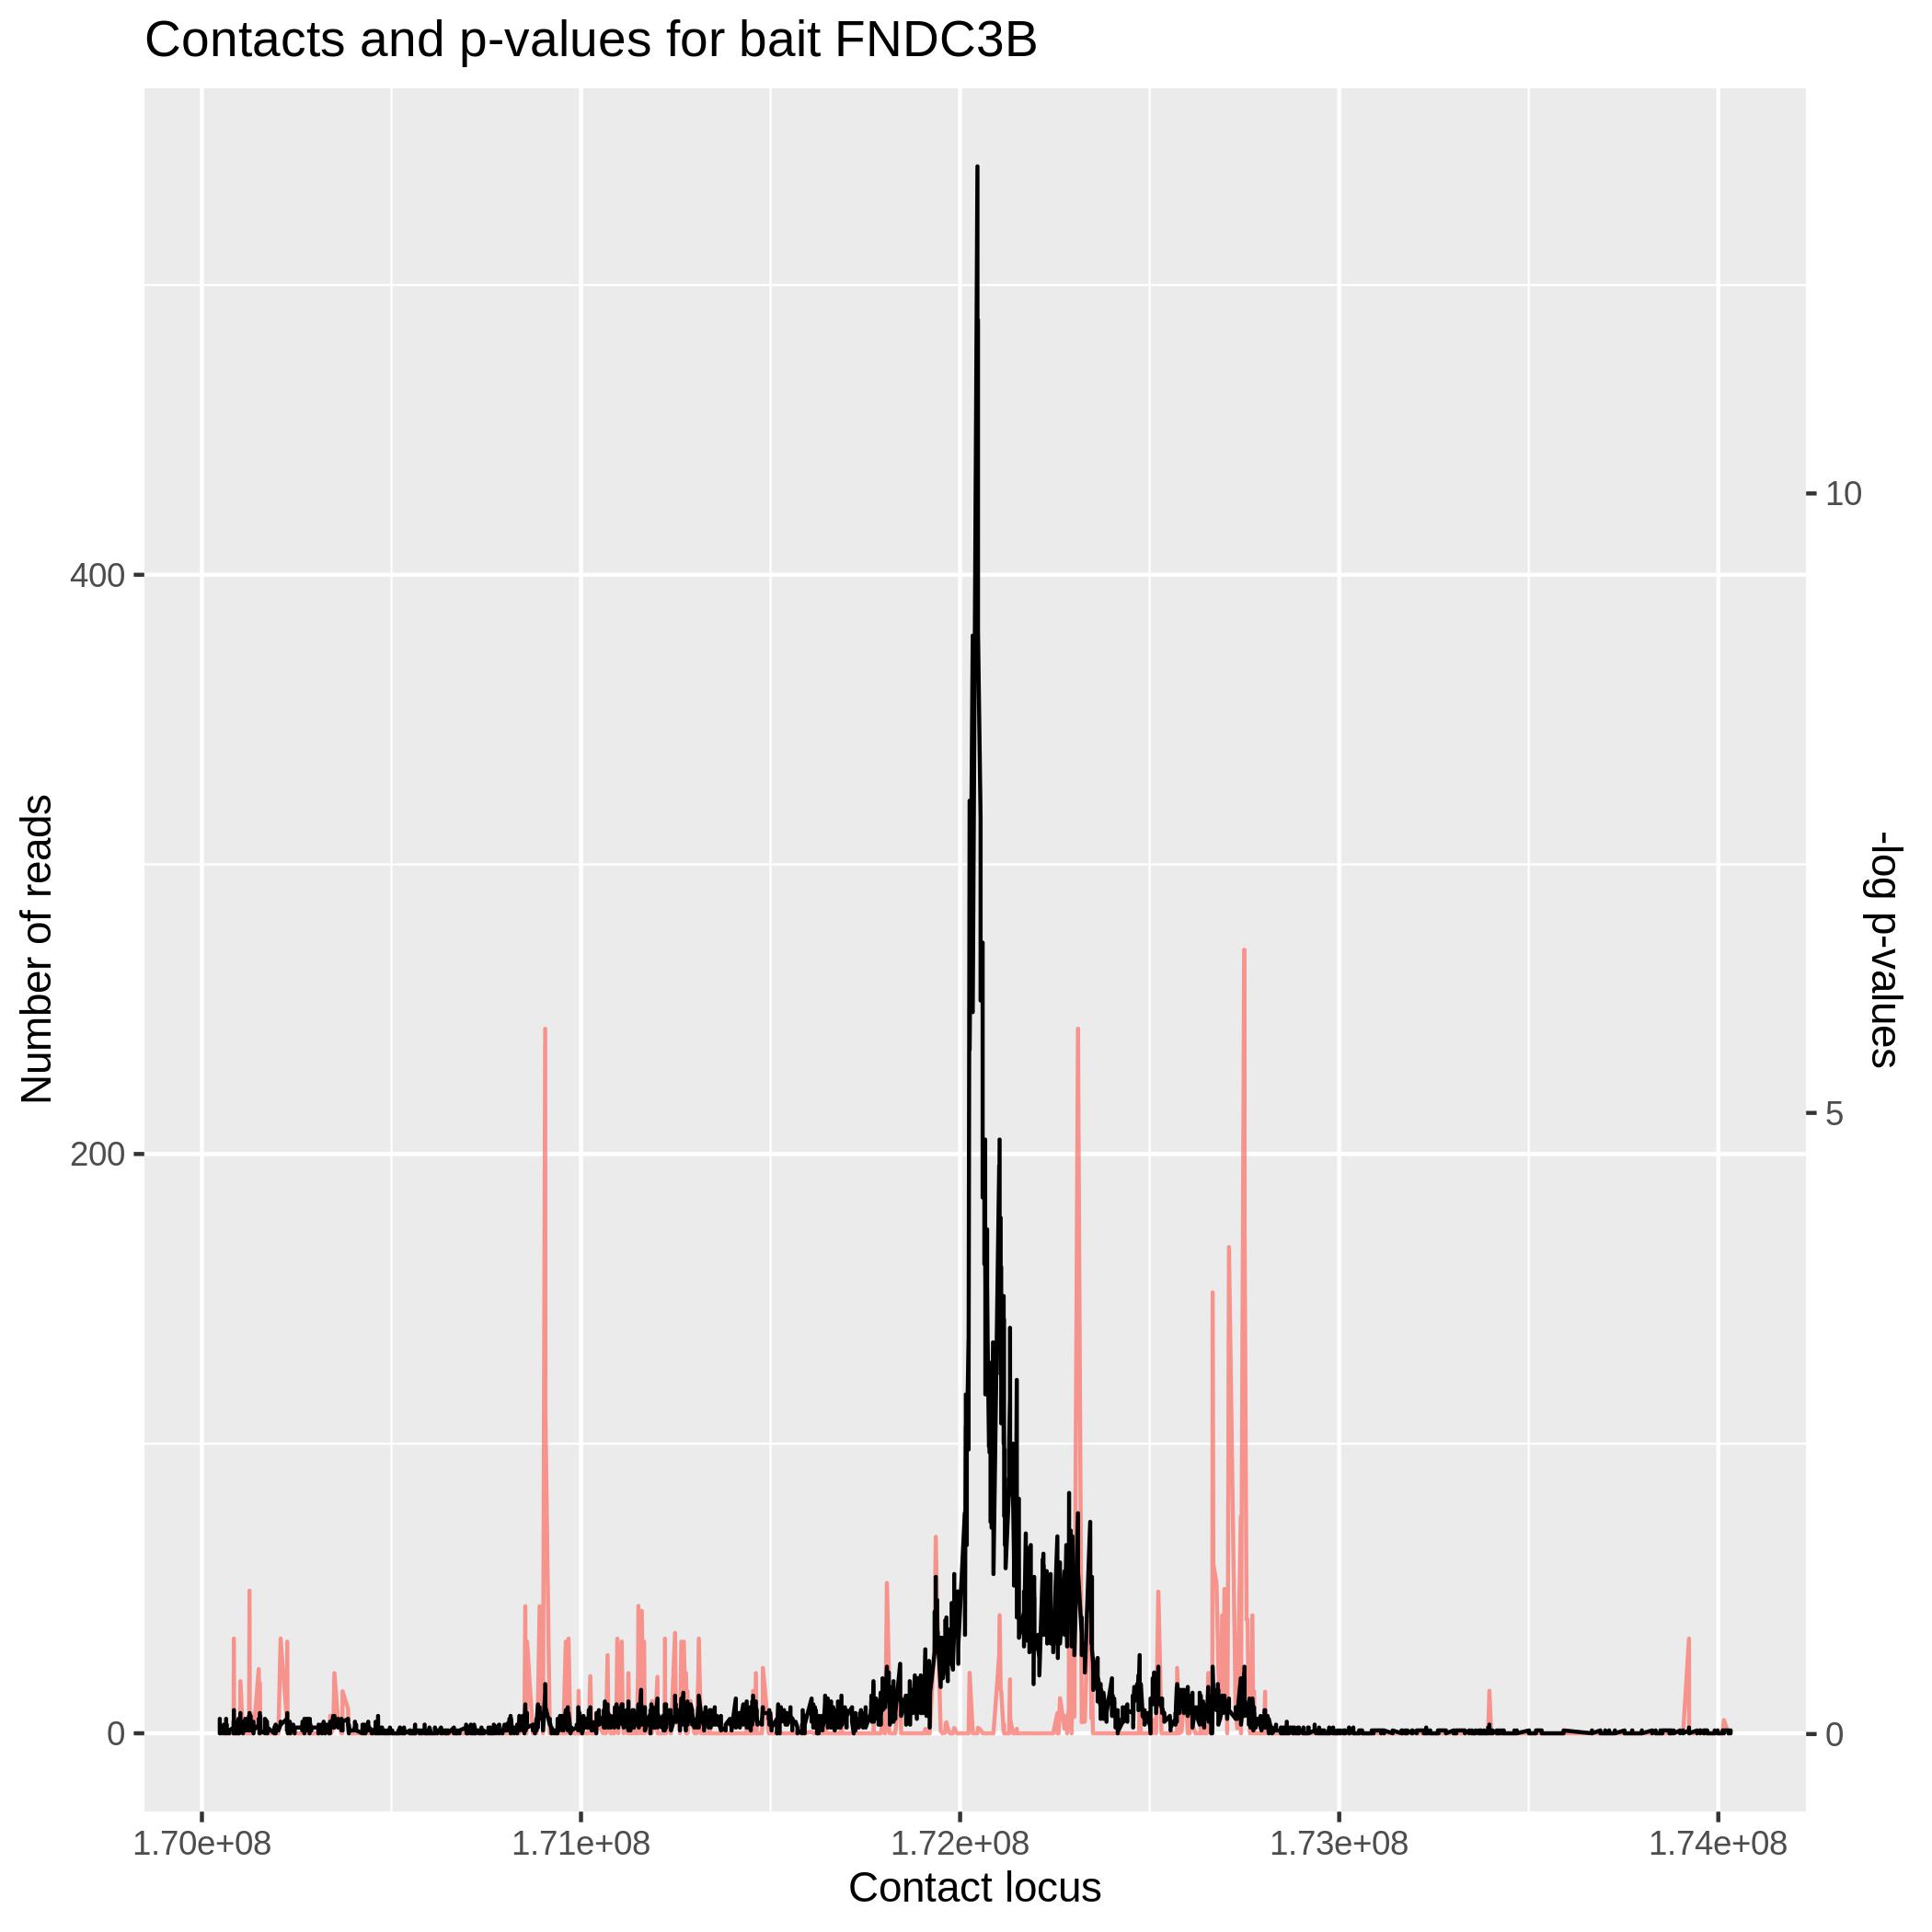 Contacts and p-values for bait FNDC3B
Number of reads
400
200
0
10
5
0
-log p-values
1.70e+08
1.71e+08
1.72e+08
1.73e+08
1.74e+08
Contact locus